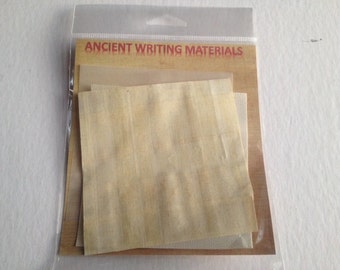 ANCIENT WRITING MATERIALS